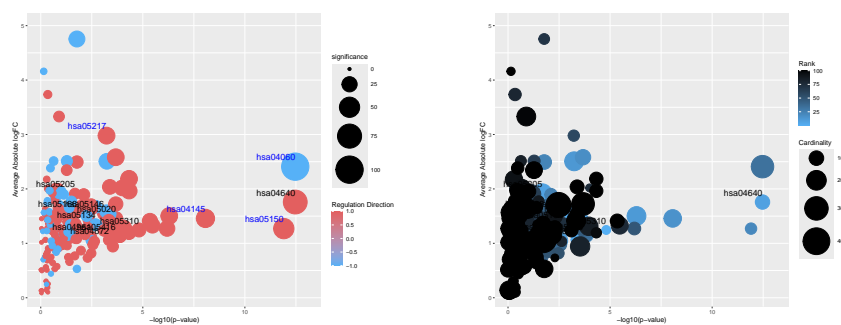 Average Absolute logFC
5
4
3
2
1
0
hsa05217
hsa04060
hsa05205
hsa04640
hsa04145
hsa05150
hsa05134
hsa05020
hsa05310
hsa05416
hsa04672
0
5
10
−log10(p−value)
significance
0
25
50
75
100
Regulation Direction
1.0
0.5
0.0
−0.5
−1.0
Average Absolute logFC
5
4
3
2
1
0
hsa04640
0
5
10
−log10(p−value)
Rank
100
75
50
25
Cardinality